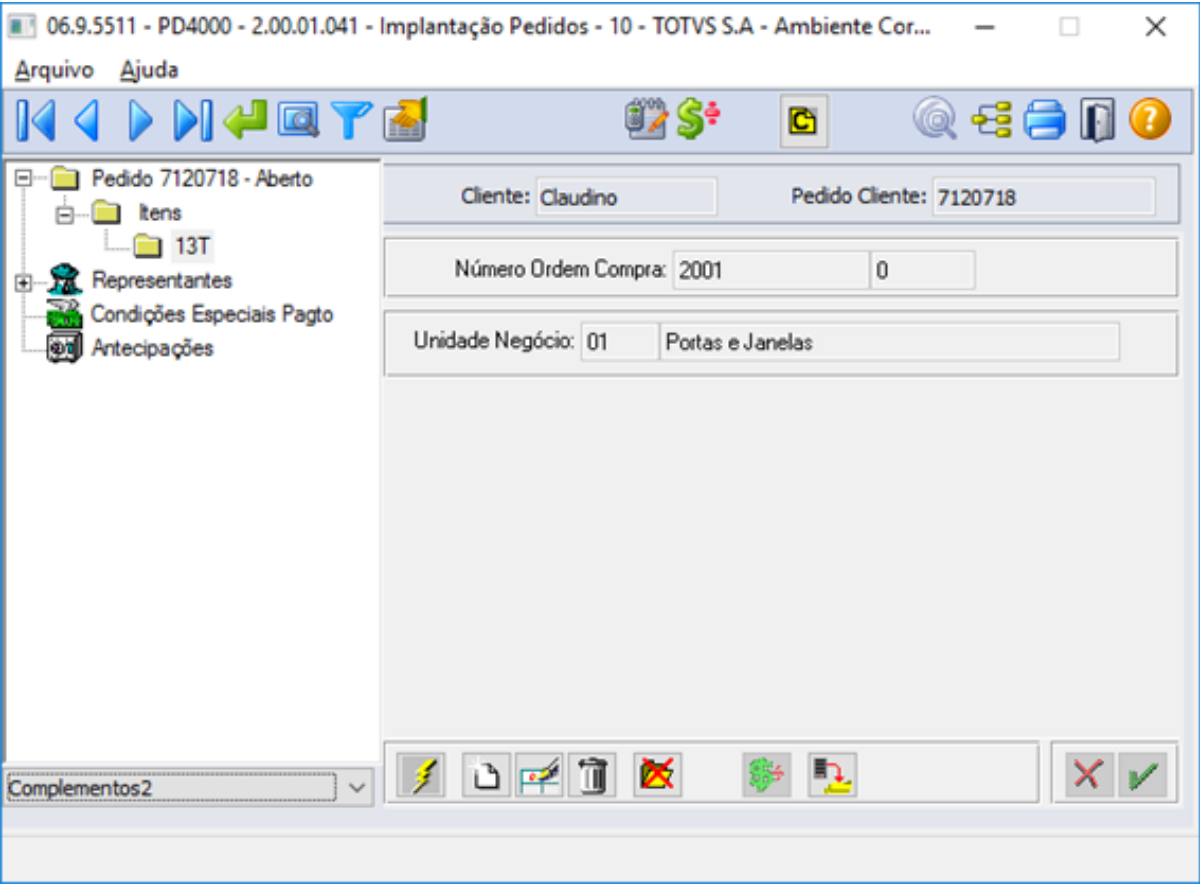 06.9.5511 - PD4000 - 2.00.01.041 - Implantação Pedidos - 10 - TOTVS S.A - Ambiente Cor...
Arquivo Ajuda
Pedido 7120718 - Aberto
Itens
13T
Representantes
Condições Especiais Pagto
Antecipações
Cliente: Claudino Pedido Cliente: 7120718
Número Ordem Compra: 2001 0
Unidade Negócio: 01 Portas e Janelas
Complementos2